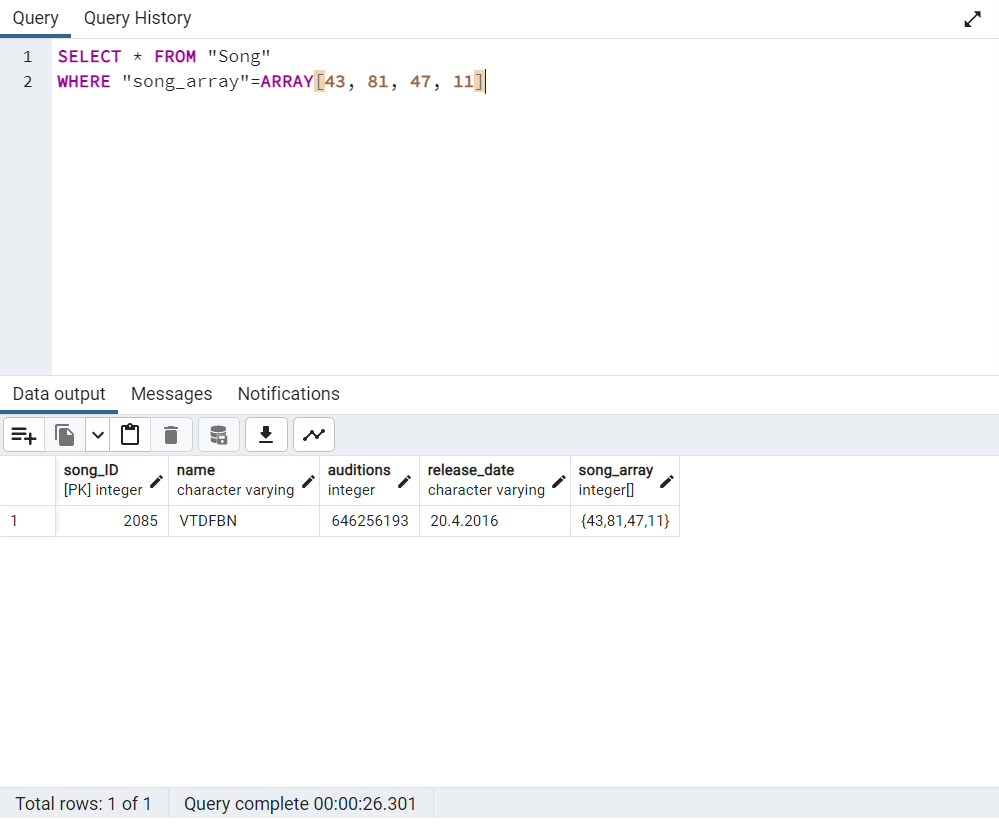 Query Query History
1 SELECT * FROM "Song"
2 WHERE "song_array"=ARRAY[43, 81, 47, 11]
Data output Messages Notifications
song_ID name auditions release_date song_array
[PK] integer character varying integer character varying integer[]
1 2085 VTDFBN 646256193 20.4.2016 {43,81,47,11}
Total rows: 1 of 1 Query complete 00:00:26.301